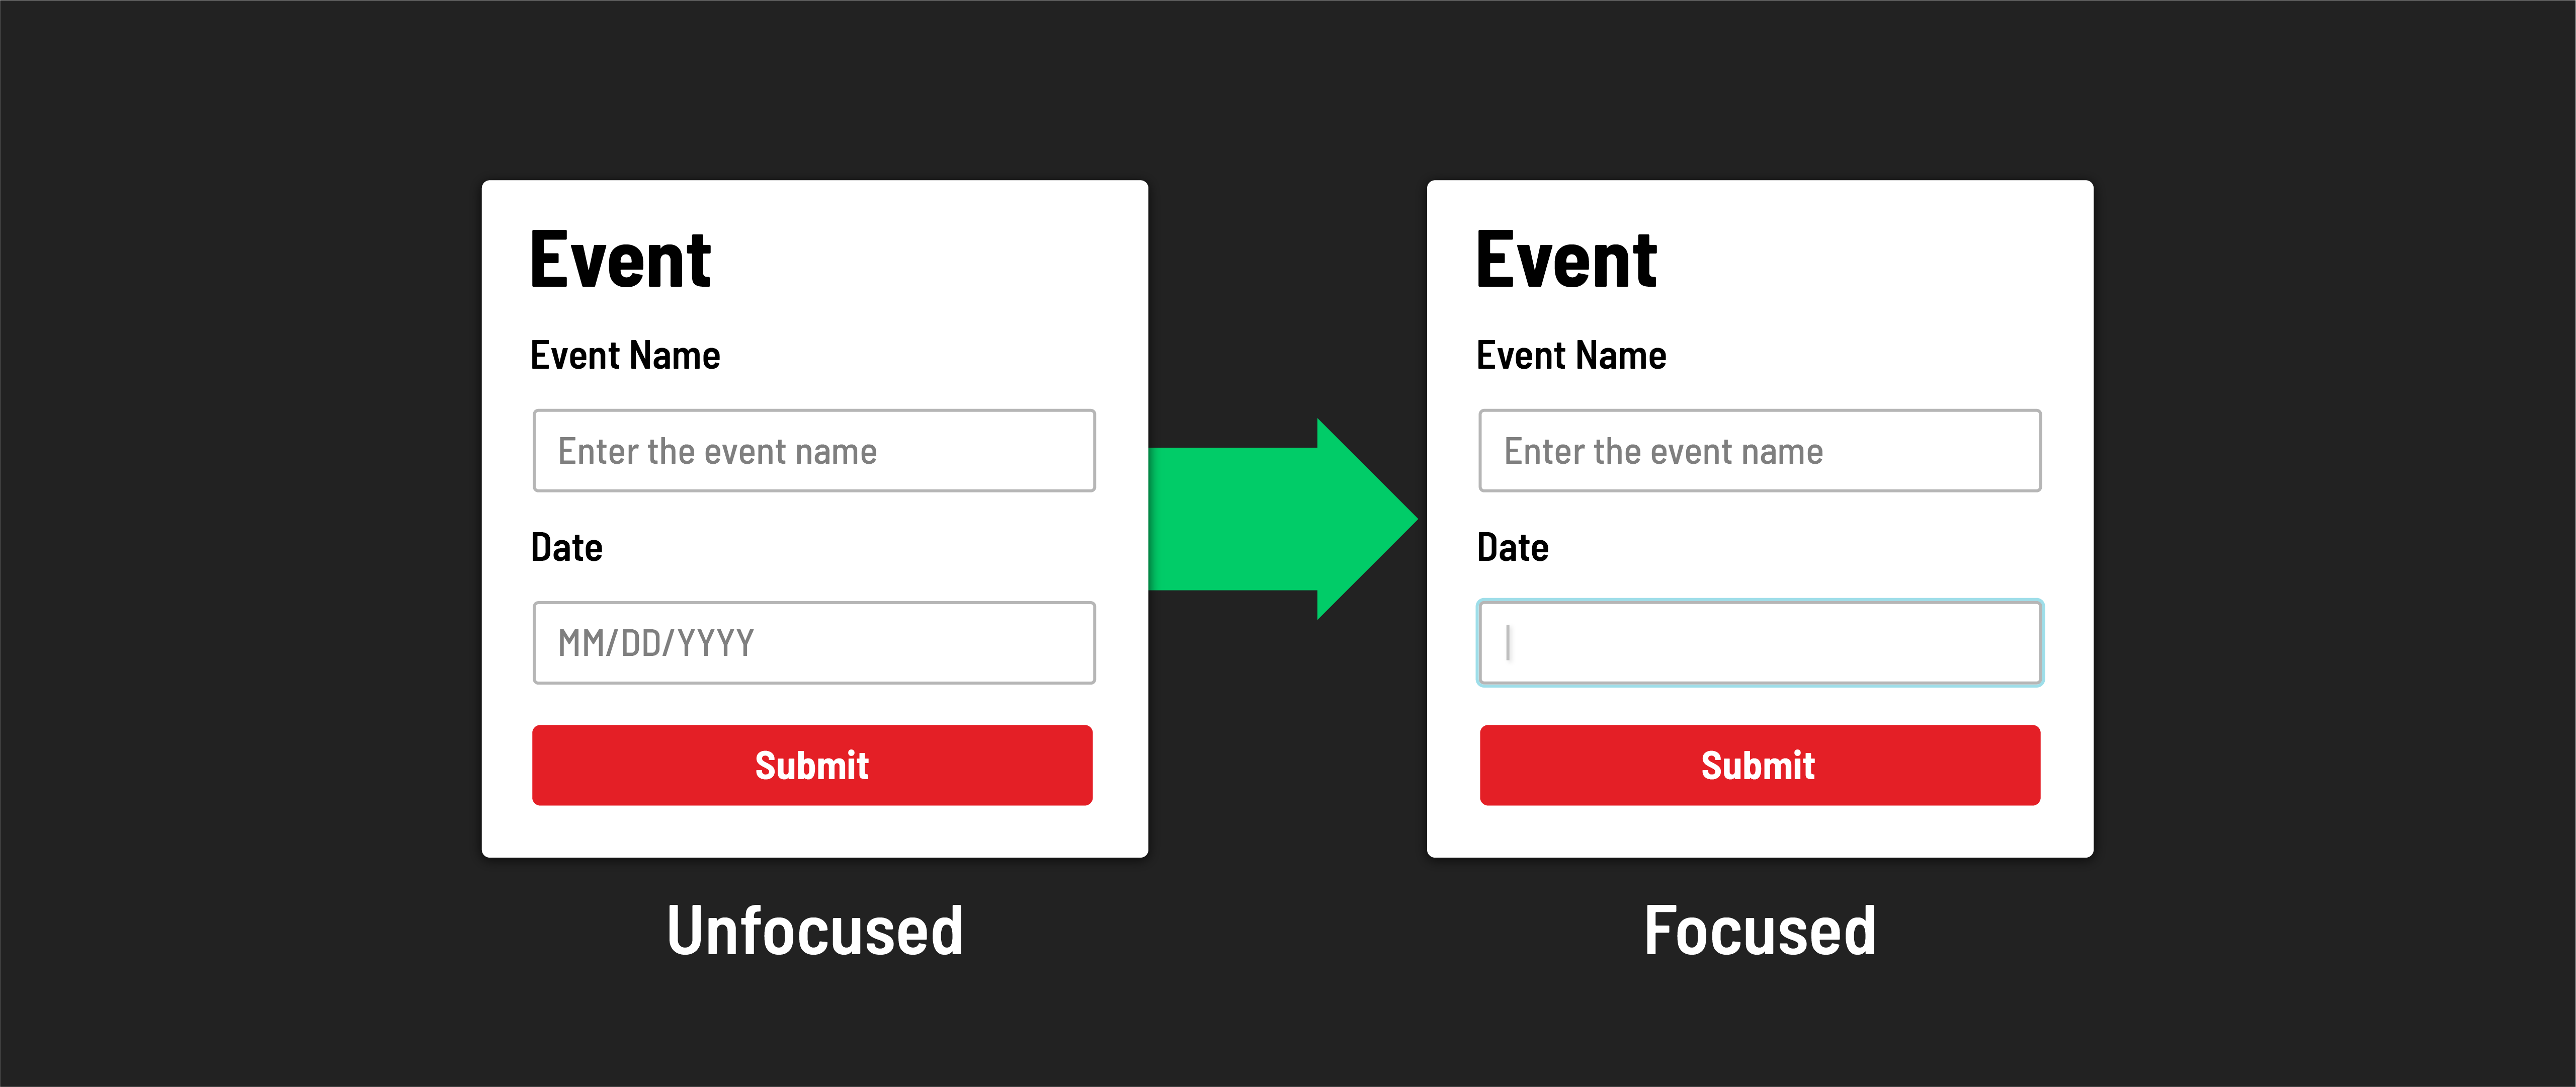 Event
Event Name
Enter the event name
Date
MM/DD/YYYY
Submit
Unfocused
Event
Event Name
Enter the event name
Date
Submit
Focused